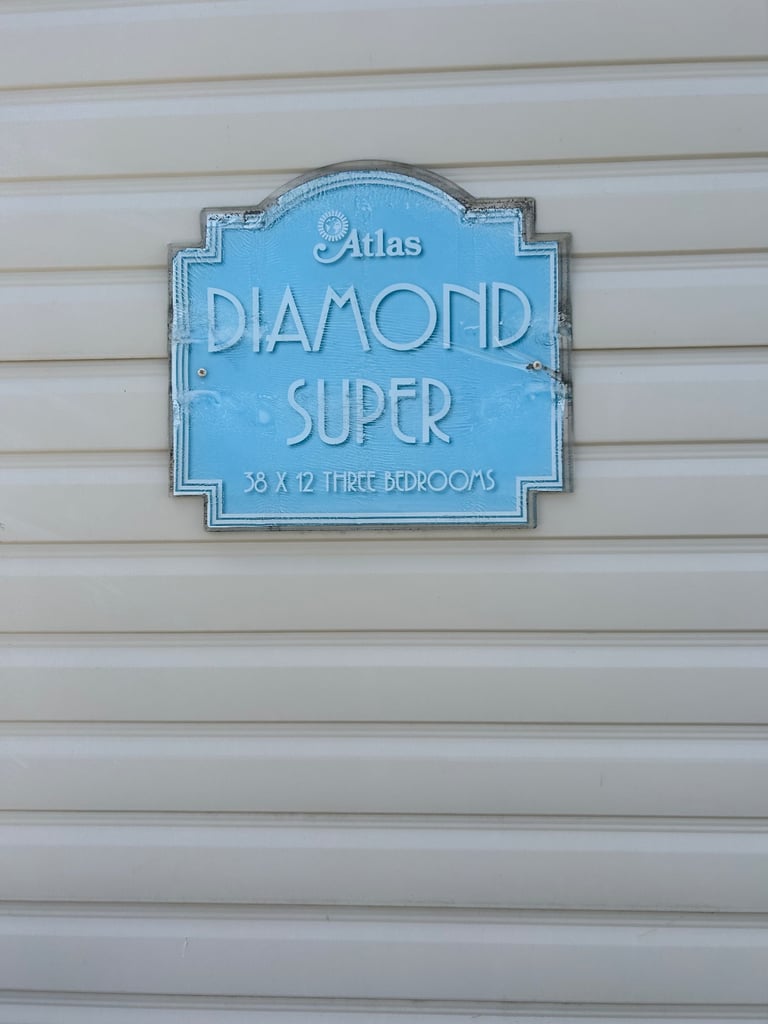 Atlas
DIAMOND
SUPER
38 X 12 THREE BEDROOMS